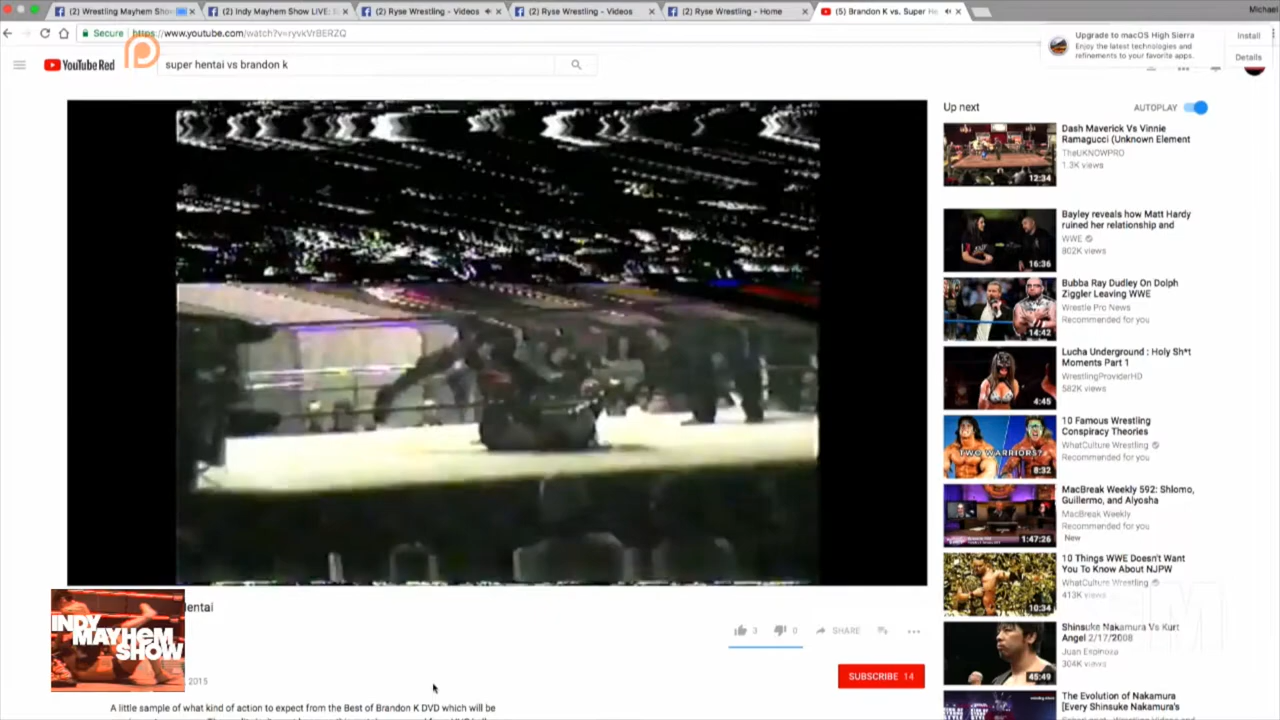 (2) Wrestling Mayhem Sho
(2) Indy Mayhem Show LIVE: E
(2) Ryse Wrestling - Videos
(2) Ryse Wrestling - Videos
(2) Ryse Wrestling - Home
(5) Brandon K vs. Super He
Michael
Secure
https://www.youtube.com/watch?v=ryvkVrBERZQ
Upgrade to macOS High Sierra
Enjoy the latest technologies and
refinements to your favorite apps.
Install
Details
YouTube Red
super hentai vs brandon k
Up next
AUTOPLAY
Dash Maverick Vs Vinnie
Ramagucci (Unknown Element
TheUKNOWPRO
1.3K views
12:34
Bayley reveals how Matt Hardy
ruined her relationship and
WWE
802K views
16:36
Bubba Ray Dudley On Dolph
Ziggler Leaving WWE
Wrestle Pro News
Recommended for you
14:42
Lucha Underground : Holy Sh*t
Moments Part 1
WrestlingProviderHD
582K views
4:45
10 Famous Wrestling
Conspiracy Theories
WhatCulture Wrestling
Recommended for you
TWO WARRIORS?
8:32
MacBreak Weekly 592: Shlomo,
Guillermo, and Alyosha
MacBreak Weekly
Recommended for you
New
1:47:26
10 Things WWE Doesn't Want
You To Know About NJPW
WhatCulture Wrestling
413K views
10:34
Shinsuke Nakamura Vs Kurt
Angel 2/17/2008
Juan Espinoza
304K views
45:49
The Evolution of Nakamura
[Every Shinsuke Nakamura's
Hentai
INDY
MAYHEM
SHOW
3
0
SHARE
2015
SUBSCRIBE 14
A little sample of what kind of action to expect from the Best of Brandon K DVD which will be